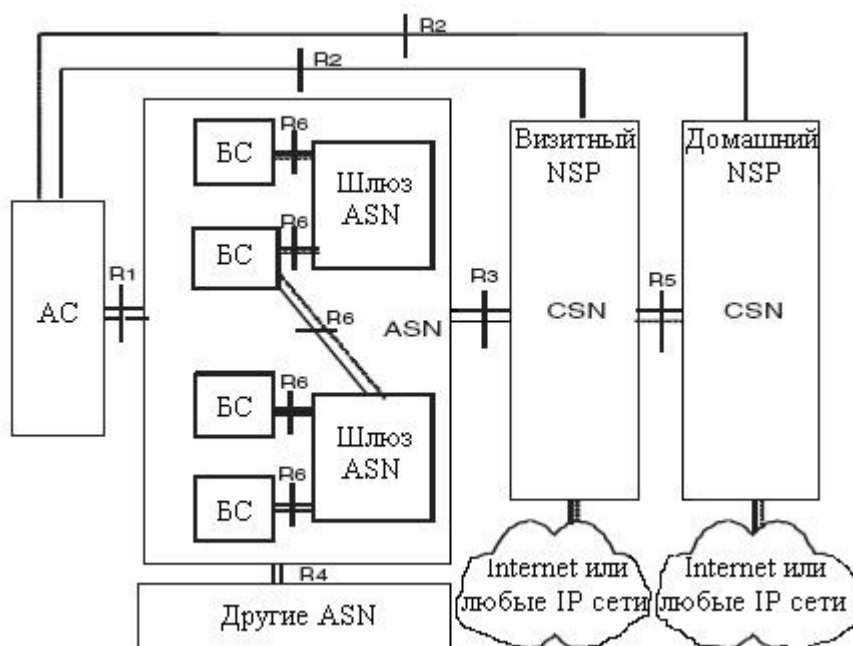 R2
R2
БС
R6
Шлюз
ASN
БС
R6
R6
ASN
БС
R6
Шлюз
ASN
БС
R6
АС
R1
R3
Визитный
NSP
CSN
R5
Домашний
NSP
CSN
R4
Другие ASN
Internet или
любые IP сети
Internet или
любые IP сети